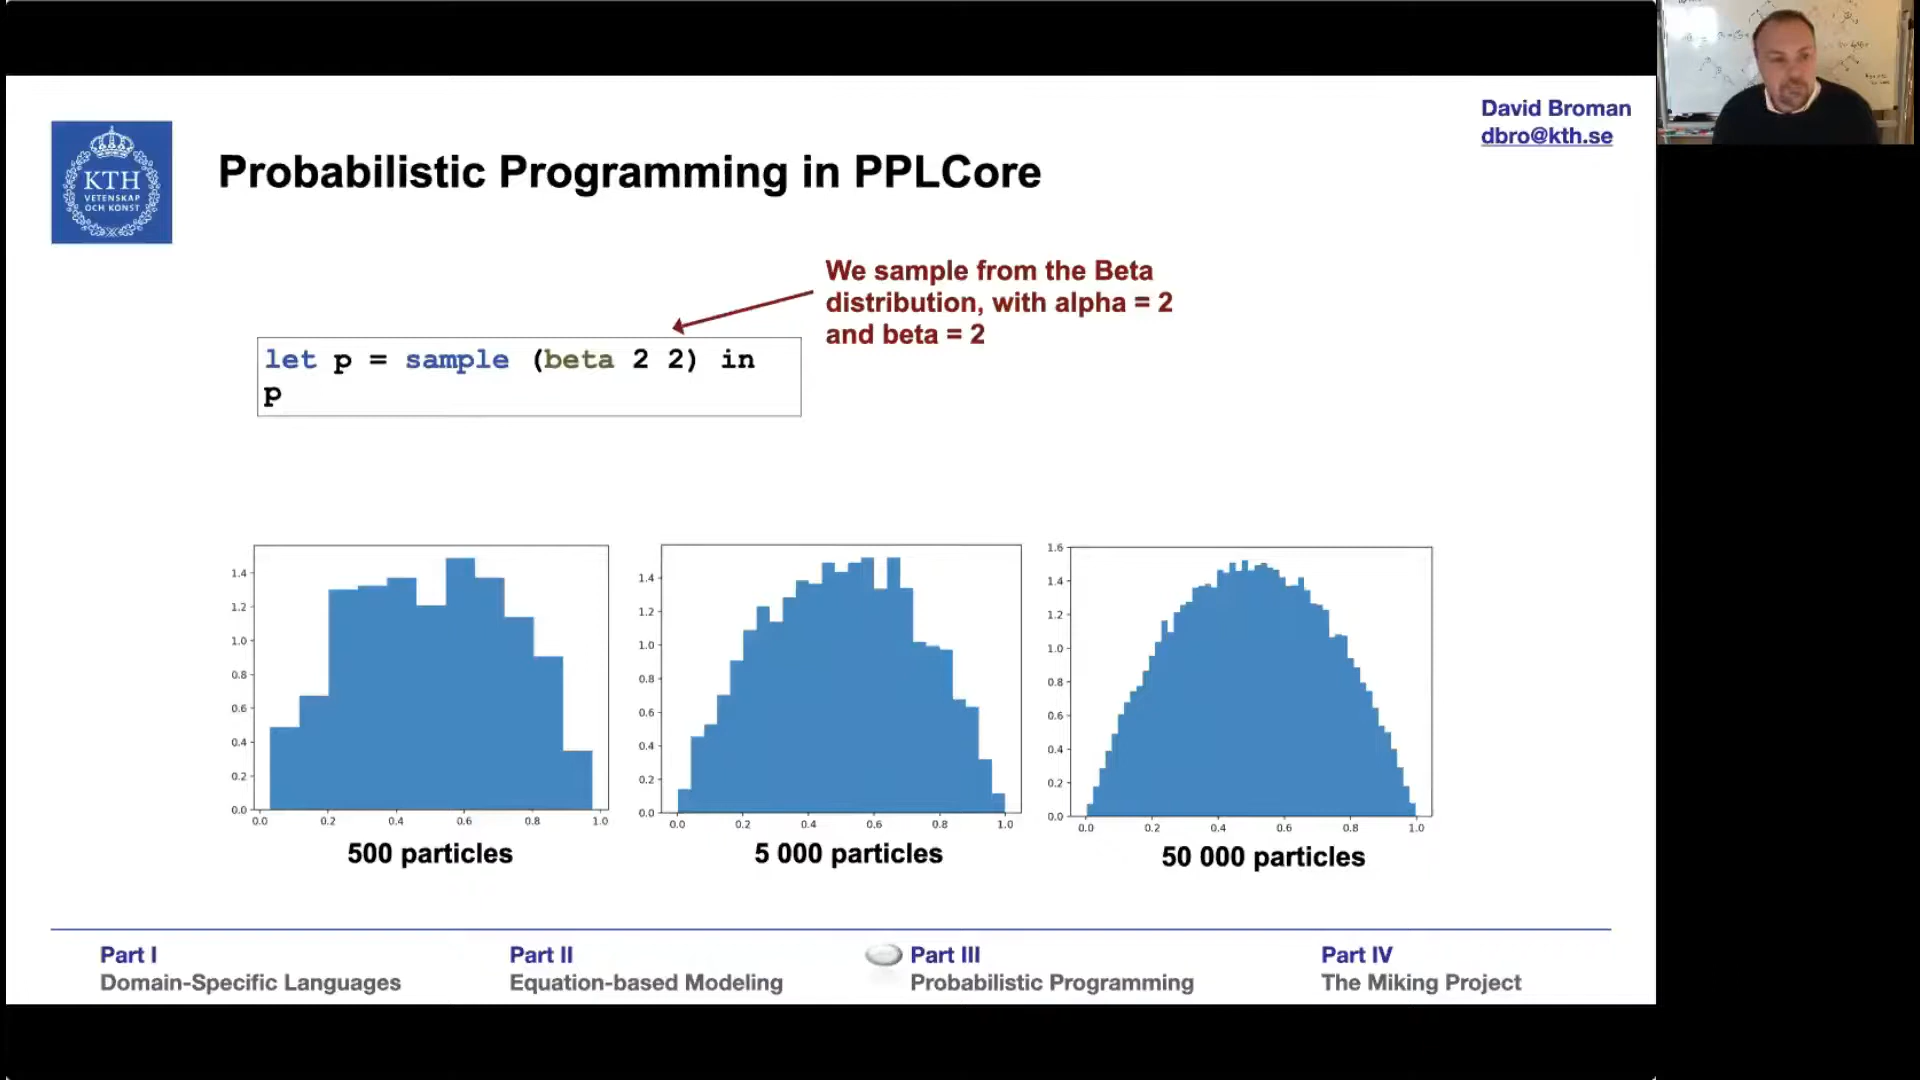 David Broman
dbro@kth.se
KTH
VETENSKAP
OCH KONST
Probabilistic Programming in PPLCore
We sample from the Beta
distribution, with alpha = 2
and beta = 2
let p = sample (beta 2 2) in
p
1.4
1.2
1.0
0.8
0.6
0.4
0.2
0.0
0.0 0.2 0.4 0.6 0.8 1.0
500 particles
1.4
1.2
1.0
0.8
0.6
0.4
0.2
0.0
0.0 0.2 0.4 0.6 0.8 1.0
5 000 particles
1.6
1.4
1.2
1.0
0.8
0.6
0.4
0.2
0.0
0.0 0.2 0.4 0.6 0.8 1.0
50 000 particles
Part I
Domain-Specific Languages
Part II
Equation-based Modeling
Part III
Probabilistic Programming
Part IV
The Miking Project